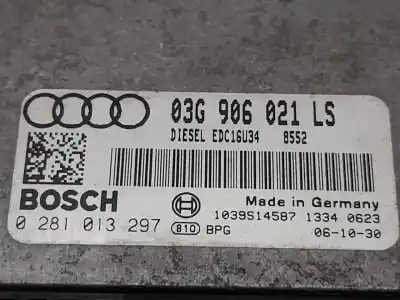 03G 906 021 LS
DIESEL EDC16U34 8552
BOSCH
Made in Germany
1039S14587 1334 0623
0 281 013 297 810 BPG 06-10-30